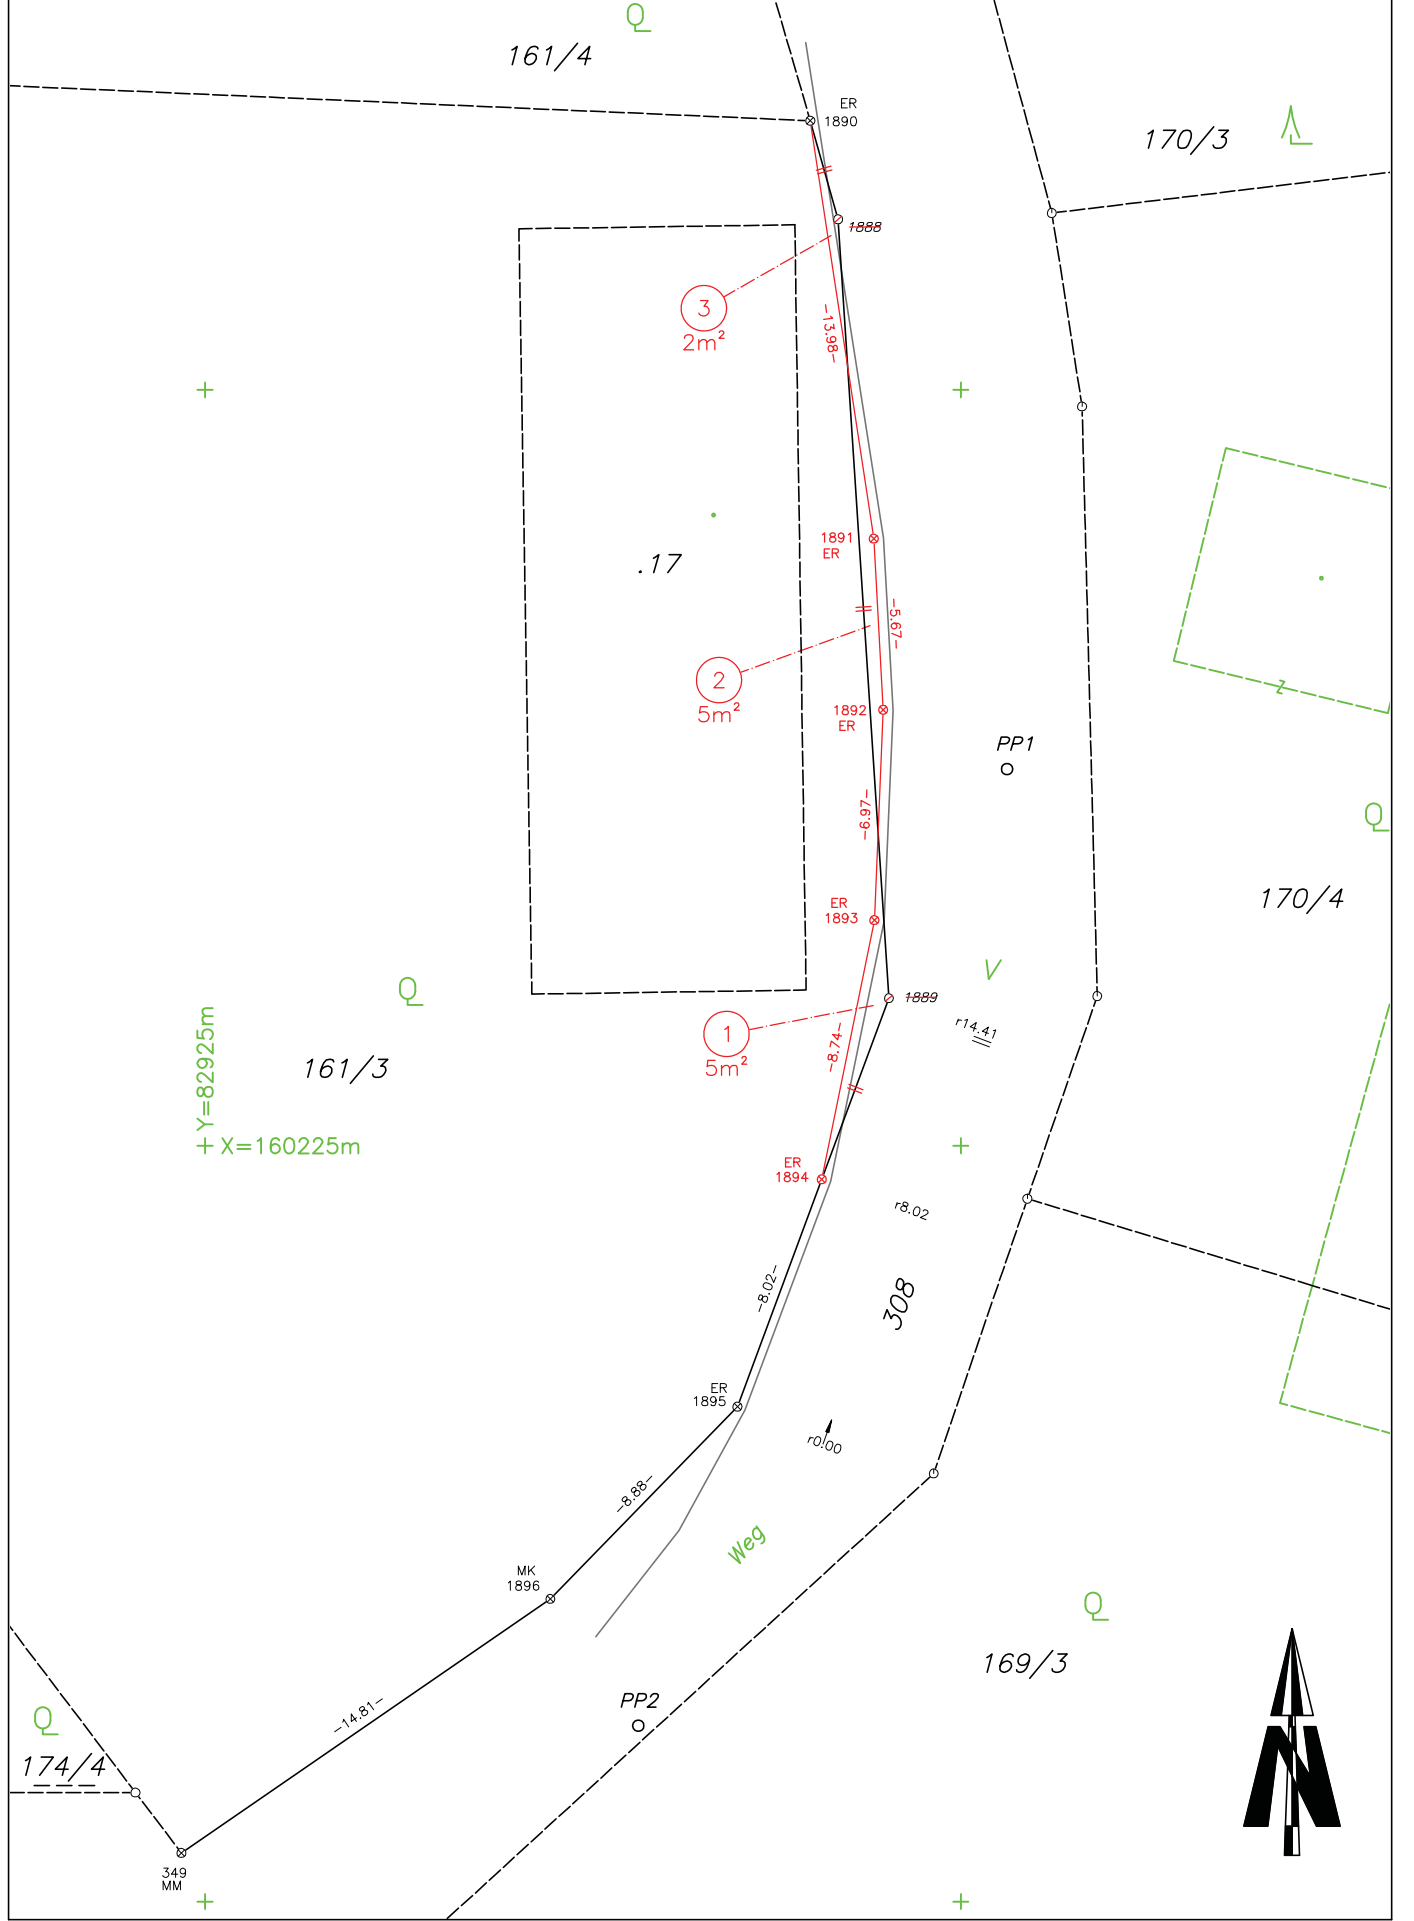 Q
161/4
ER
1890
170/3
1888
3
2m²
-13.98-
1891
ER
.17
-5.67-
2
5m²
1892
ER
PP1
-6.97-
Q
ER
1893
170/4
V
Q
1889
r14.41
1
5m²
-8.74-
Y=82925m
161/3
X=160225m
ER
1894
r8.02
308
-8.02-
ER
1895
r0.00
-8.88-
Weg
MK
1896
Q
169/3
-14.81-
PP2
Q
174/4
N
349
MM